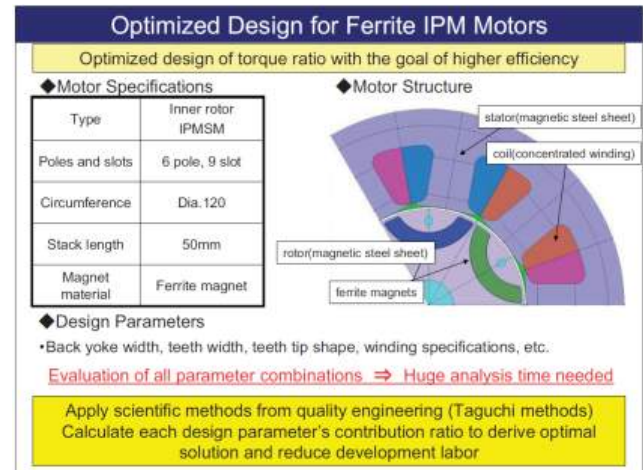 Optimized Design for Ferrite IPM Motors
Optimized design of torque ratio with the goal of higher efficiency
◆Motor Specifications
Type
Inner rotor
IPMSM
Poles and slots
6 pole, 9 slot
Circumference
Dia.120
Stack length
50mm
Magnet
material
Ferrite magnet
◆Motor Structure
stator(magnetic steel sheet)
coil(concentrated winding)
rotor(magnetic steel sheet)
ferrite magnets
◆Design Parameters
•Back yoke width, teeth width, teeth tip shape, winding specifications, etc.
Evaluation of all parameter combinations ⇒ Huge analysis time needed
Apply scientific methods from quality engineering (Taguchi methods)
Calculate each design parameter's contribution ratio to derive optimal
solution and reduce development labor